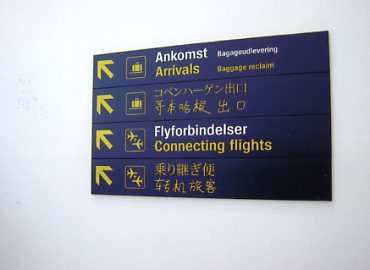 Ankomst Bagageudlevering
Arrivals Baggage reclaim
コペンハーゲン出口
哥本哈根 出口
Flyforbindelser
Connecting flights
乗り継ぎ便
转机旅客